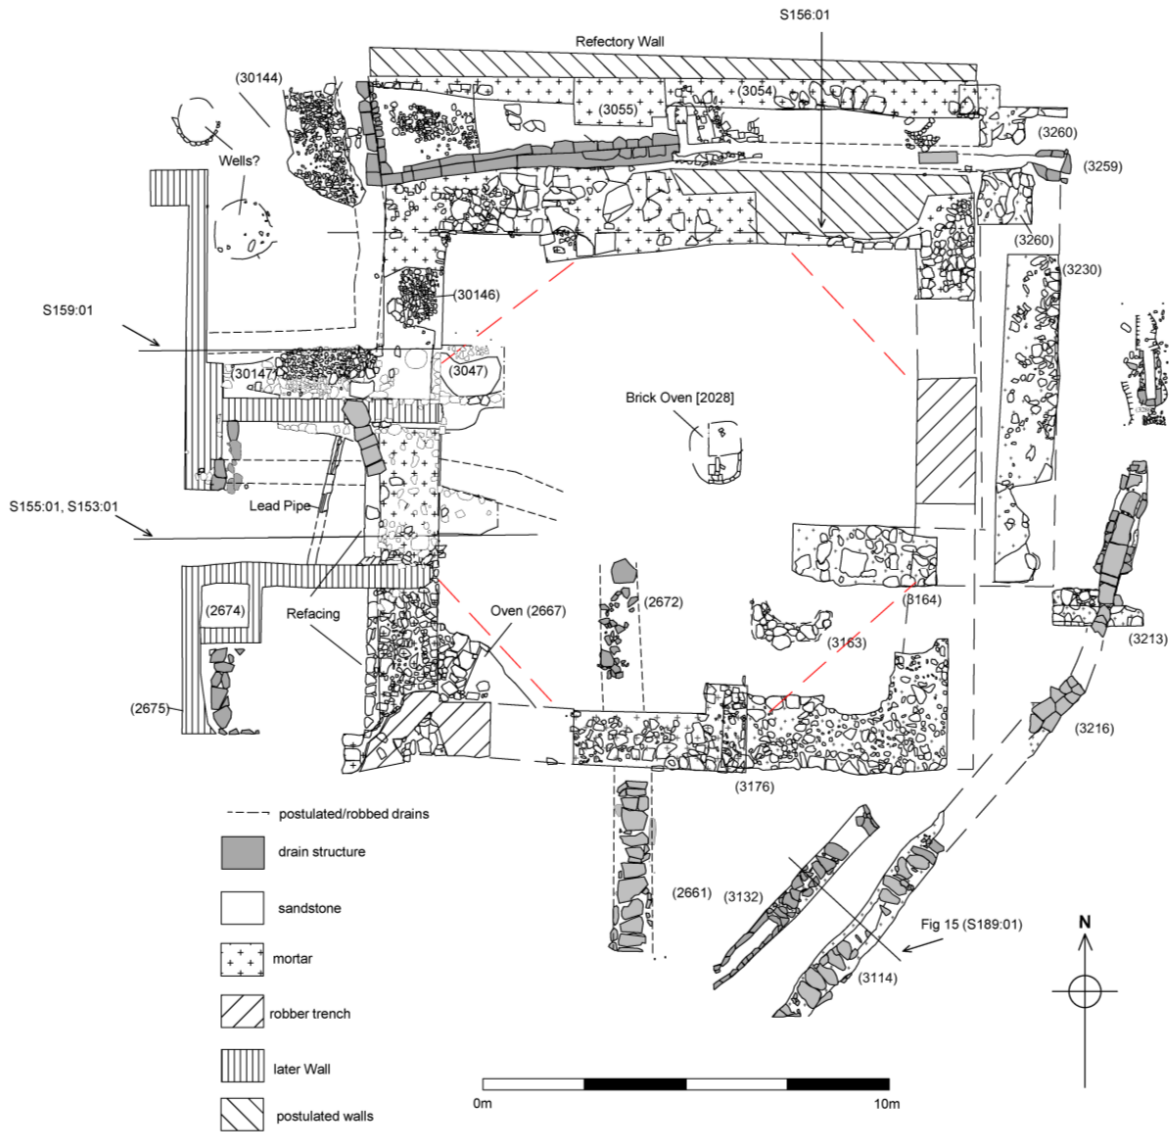 S156:01
Refectory Wall
(30144)
(3055)
(3054)
(3260)
(3259)
Wells?
(3260)
(3230)
(30146)
S159:01
(30147)
(3047)
Brick Oven [2028]
Lead Pipe
S155:01, S153:01
(2674)
Refacing
Oven (2667)
(2672)
(3164)
(3163)
(3213)
(2675)
(3216)
(3176)
postulated/robbed drains
drain structure
(2661)
(3132)
sandstone
Fig 15 (S189:01)
N
mortar
(3114)
robber trench
later Wall
postulated walls
0m
10m